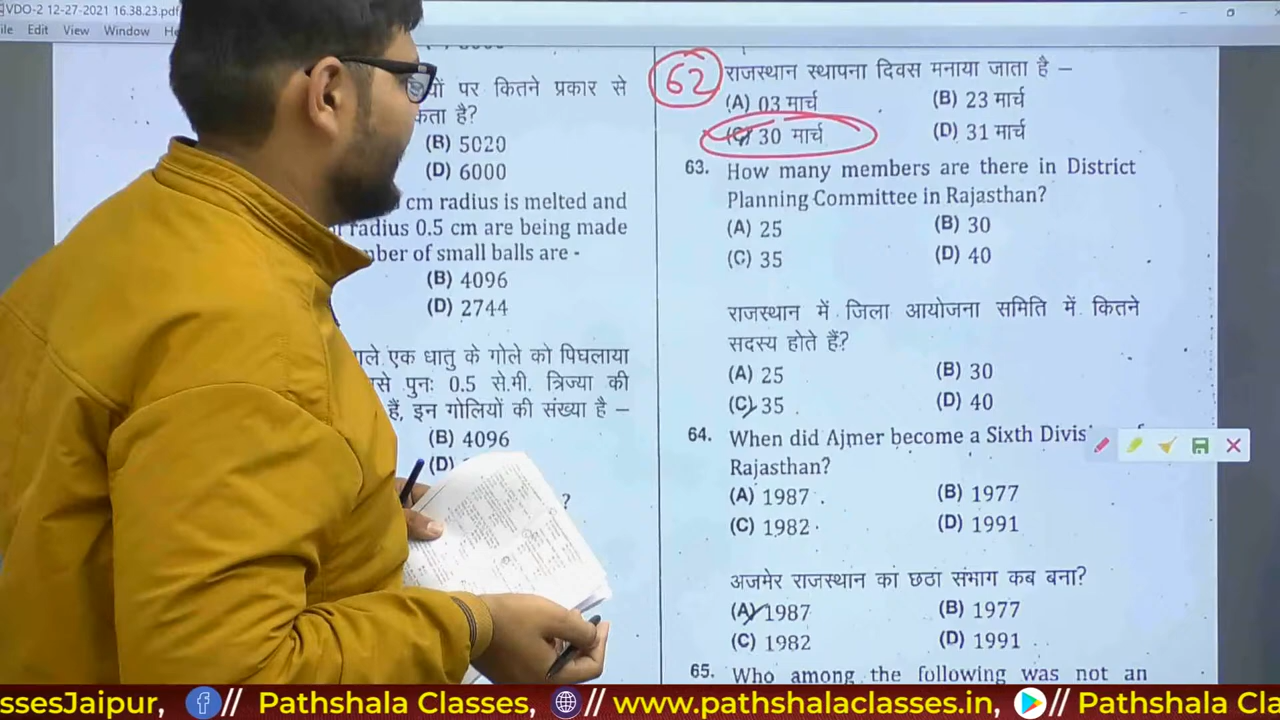 VDO-2 12-27-2021 16.38.23.pdf
Edit View Window
पर कितने प्रकार से
है?
(B) 5020
(D) 6000
cm radius is melted and
radius 0.5 cm are being made
of small balls are -
(B) 4096
(D) 2744
एक धातु के गोले को पिघलाया
पुनः 0.5 से.मी. त्रिज्या की
हैं, इन गोलियों की संख्या है –
(B) 4096
(D)
?
62 राजस्थान स्थापना दिवस मनाया जाता है –
(A) 03 मार्च (B) 23 मार्च
(C) 30 मार्च (D) 31 मार्च
63. How many members are there in District
Planning Committee in Rajasthan?
(A) 25 (B) 30
(C) 35 (D) 40
राजस्थान में जिला आयोजना समिति में कितने
सदस्य होते हैं?
(A) 25 (B) 30
(C) 35 (D) 40
64. When did Ajmer become a Sixth
Rajasthan?
(A) 1987 (B) 1977
(C) 1982 (D) 1991
अजमेर राजस्थान का छठा संभाग कब बना?
(A) 1987 (B) 1977
(C) 1982 (D) 1991
65. Who among the following was not an
ssesJaipur, // Pathshala Classes, // www.pathshalaclasses.in, // Pathshala Cla